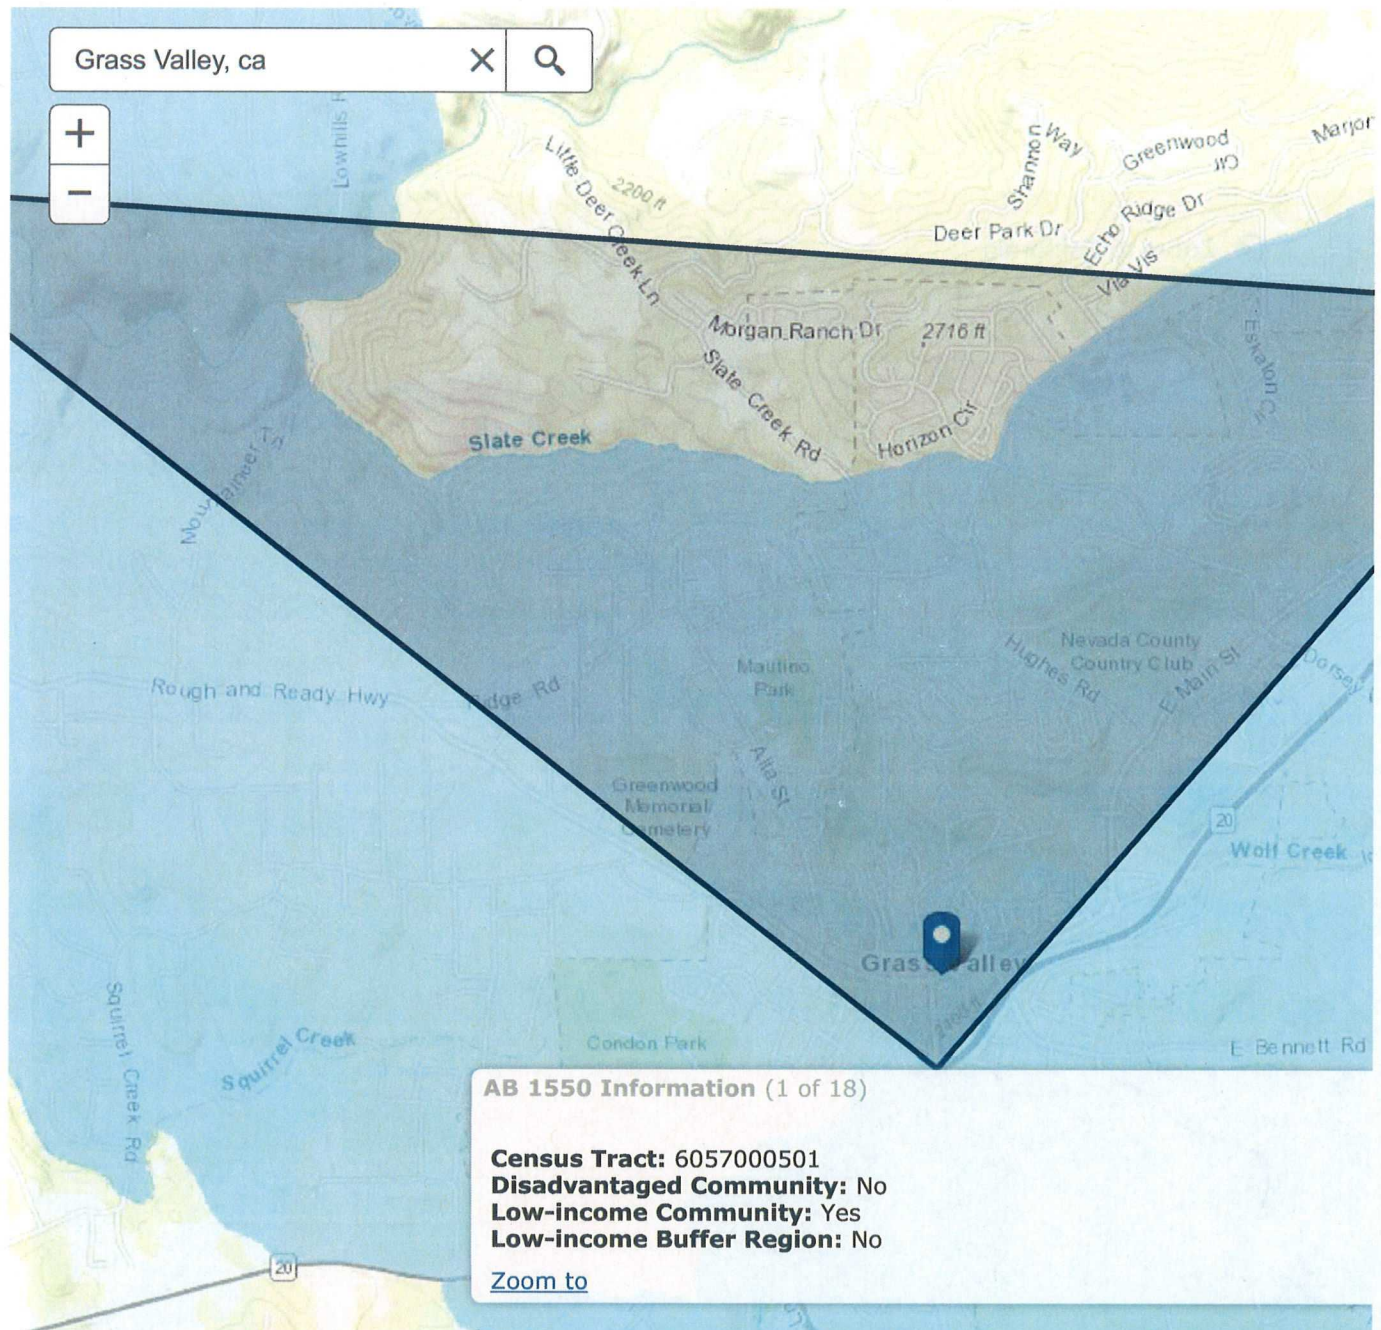 Grass Valley, ca
+
−
Lowhills
Little Deer Creek Ln
2200 ft
Shannon Way
Greenwood Cir
Deer Park Dr
Echo Ridge Dr
Via Vis
Morgan Ranch Dr
2716 ft
Eskaton Cir
Slate Creek Rd
Slate Creek
Horizon Cir
Mountaineer
Nevada County
Country Club
Hughes Rd
E Main St
Dorsey
Mautino
Park
Rough and Ready Hwy
Ridge Rd
Alta St
Greenwood
Memorial
Cemetery
20
Wolf Creek
Grass Valley
Squirrel Creek Rd
Squirrel Creek
Condon Park
E Bennett Rd
AB 1550 Information (1 of 18)
Census Tract: 6057000501
Disadvantaged Community: No
Low-income Community: Yes
Low-income Buffer Region: No
Zoom to
20